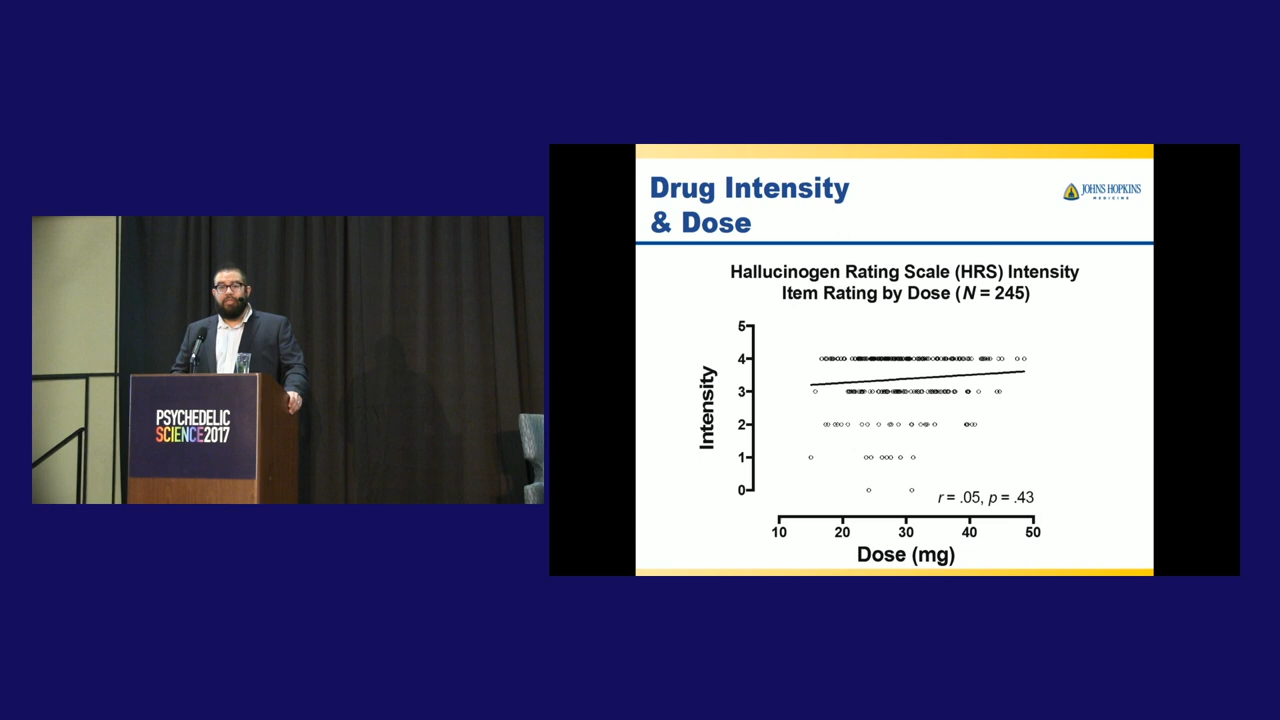 PSYCHEDELIC
SCIENCE2017
Drug Intensity
& Dose
JOHNS HOPKINS
MEDICINE
Hallucinogen Rating Scale (HRS) Intensity
Item Rating by Dose (N = 245)
Intensity
5
4
3
2
1
0
r = .05, p = .43
10 20 30 40 50
Dose (mg)